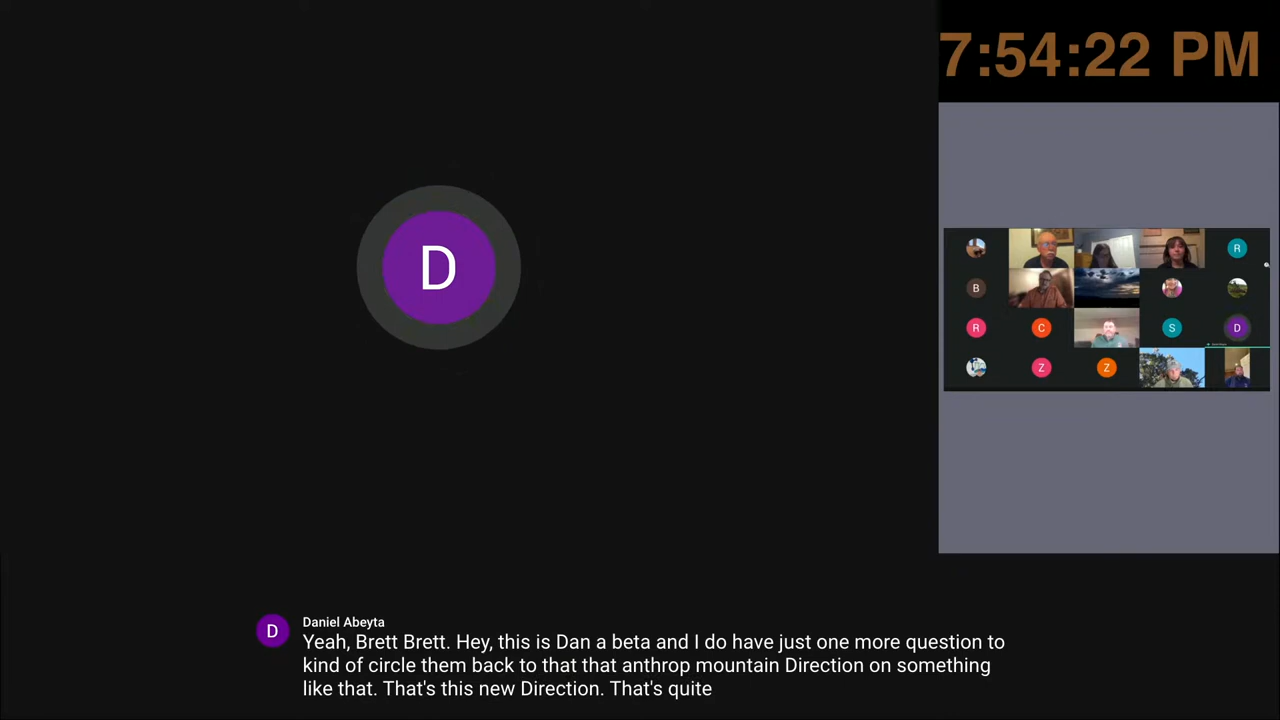 7:54:22 PM
D
R
B
R
C
S
D
Z
Z
D
Daniel Abeyta
Yeah, Brett Brett. Hey, this is Dan a beta and I do have just one more question to
kind of circle them back to that that anthrop mountain Direction on something
like that. That's this new Direction. That's quite